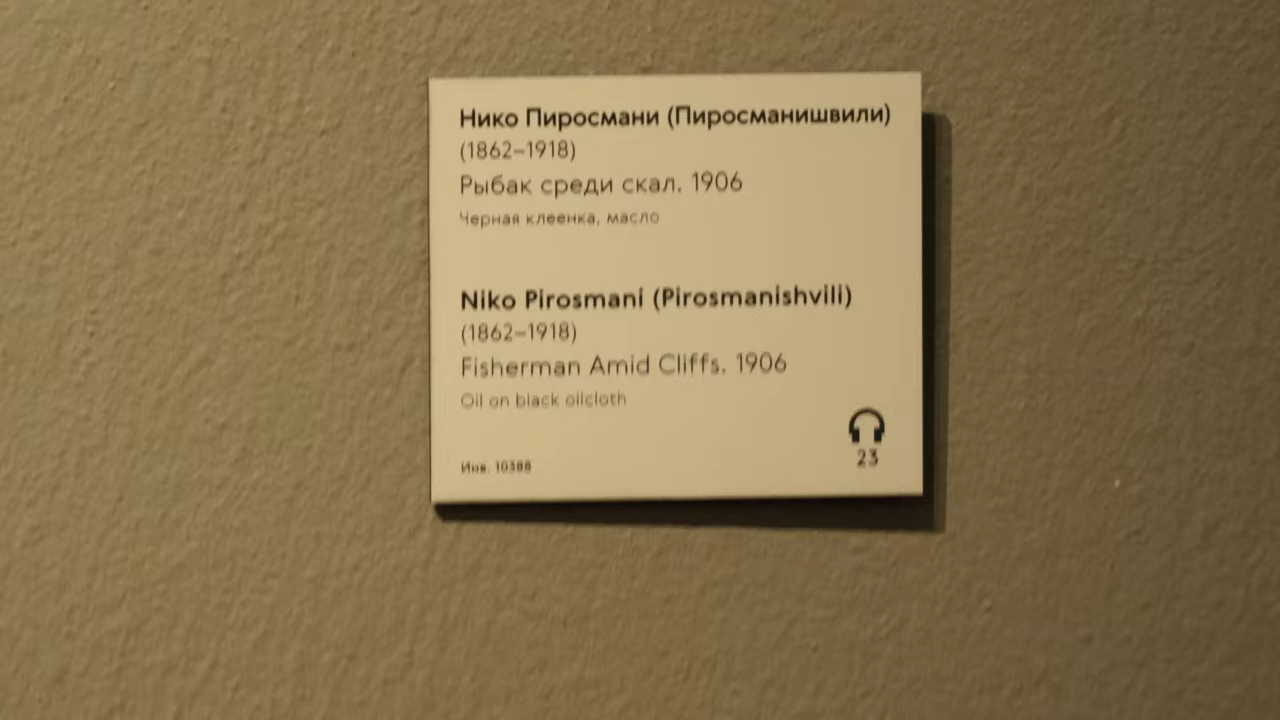 Нико Пиросмани (Пиросманишвили)
(1862–1918)
Рыбак среди скал. 1906
Черная клеенка, масло
Niko Pirosmani (Pirosmanishvili)
(1862–1918)
Fisherman Amid Cliffs. 1906
Oil on black oilcloth
Инв. 10388
23